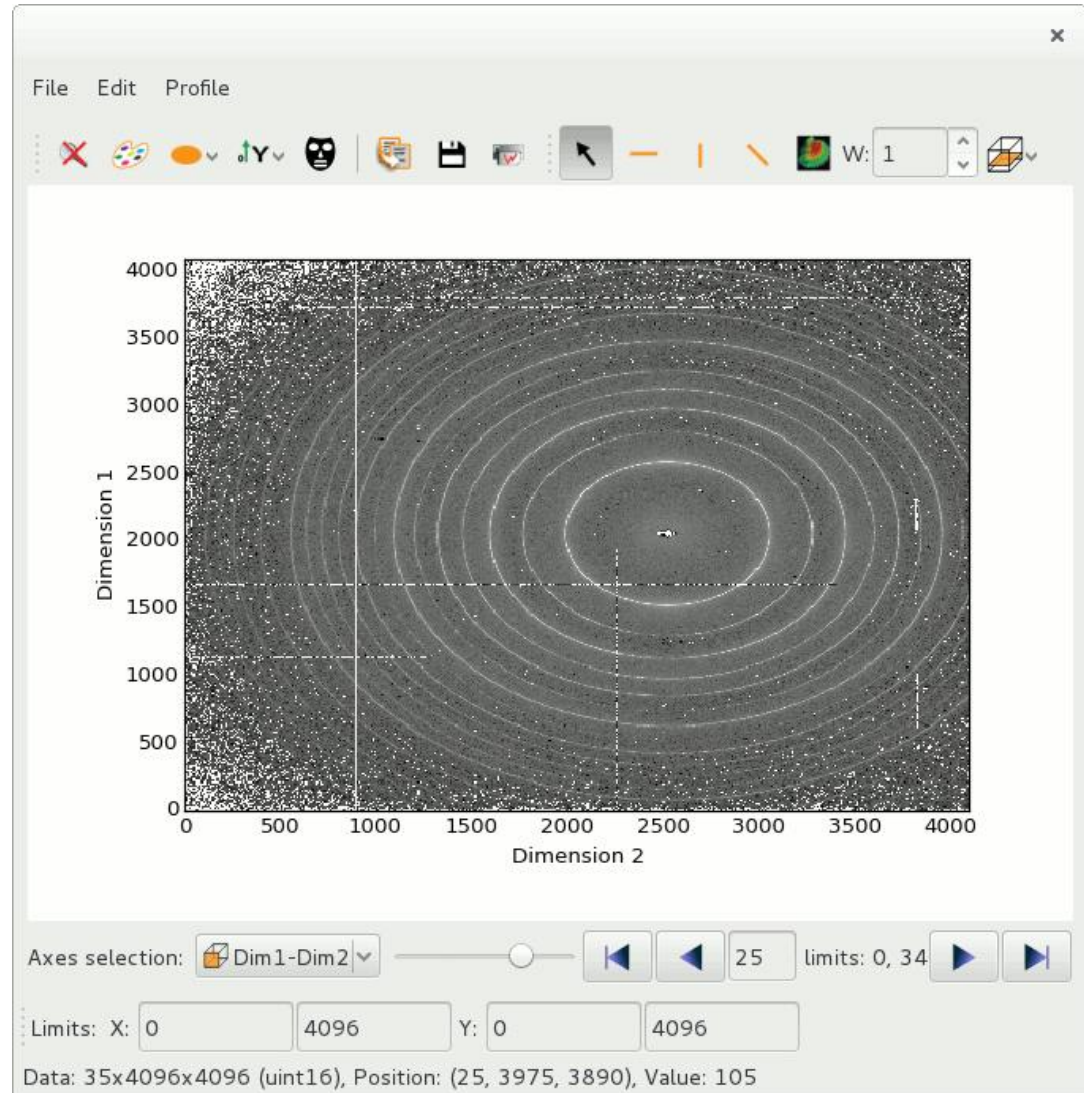 ×
File Edit Profile
W: 1
4000
3500
3000
2500
2000
1500
1000
500
0
Dimension 1
0 500 1000 1500 2000 2500 3000 3500 4000
Dimension 2
Axes selection: Dim1-Dim2 25 limits: 0, 34
Limits: X: 0 4096 Y: 0 4096
Data: 35x4096x4096 (uint16), Position: (25, 3975, 3890), Value: 105